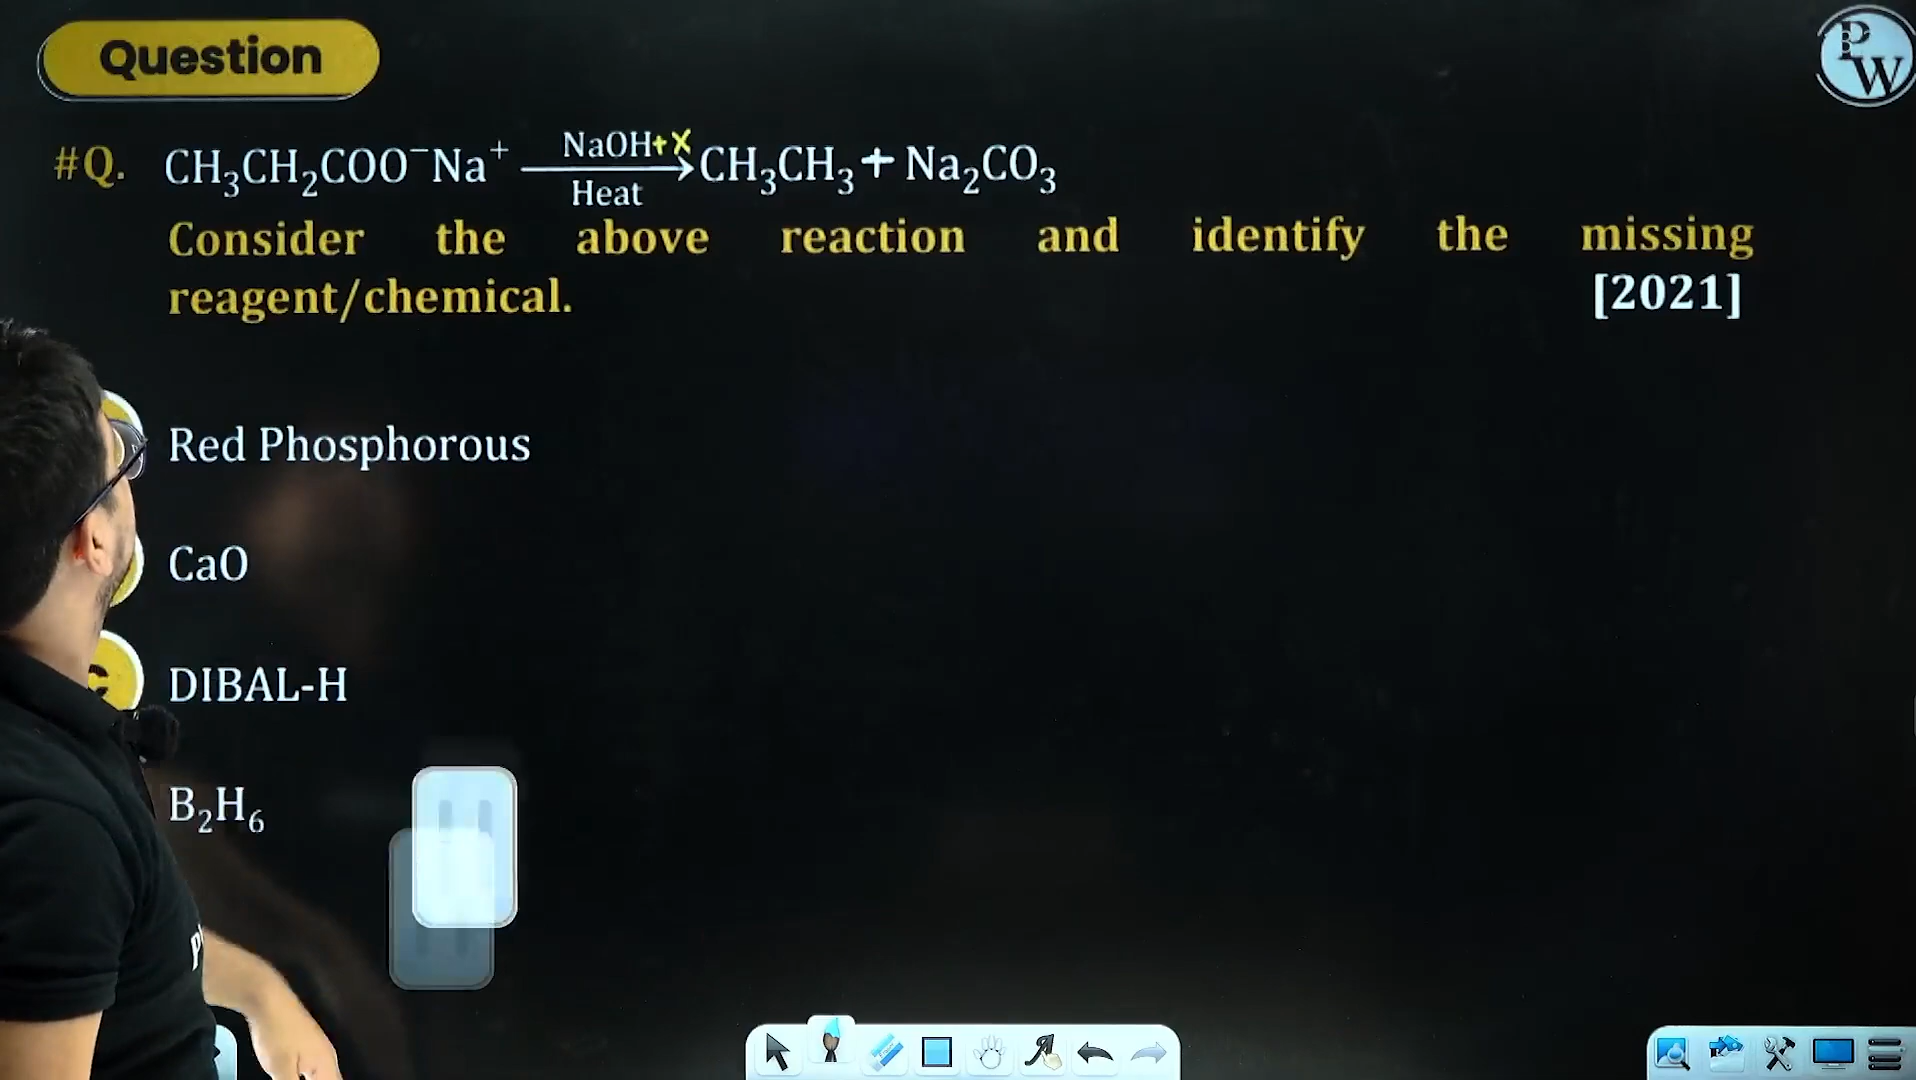 Question
PW
#Q. CH₃CH₂COO⁻Na⁺ NaOH+X Heat → CH₃CH₃ + Na₂CO₃
Consider the above reaction and identify the missing
reagent/chemical. [2021]
Red Phosphorous
CaO
C DIBAL-H
B₂H₆